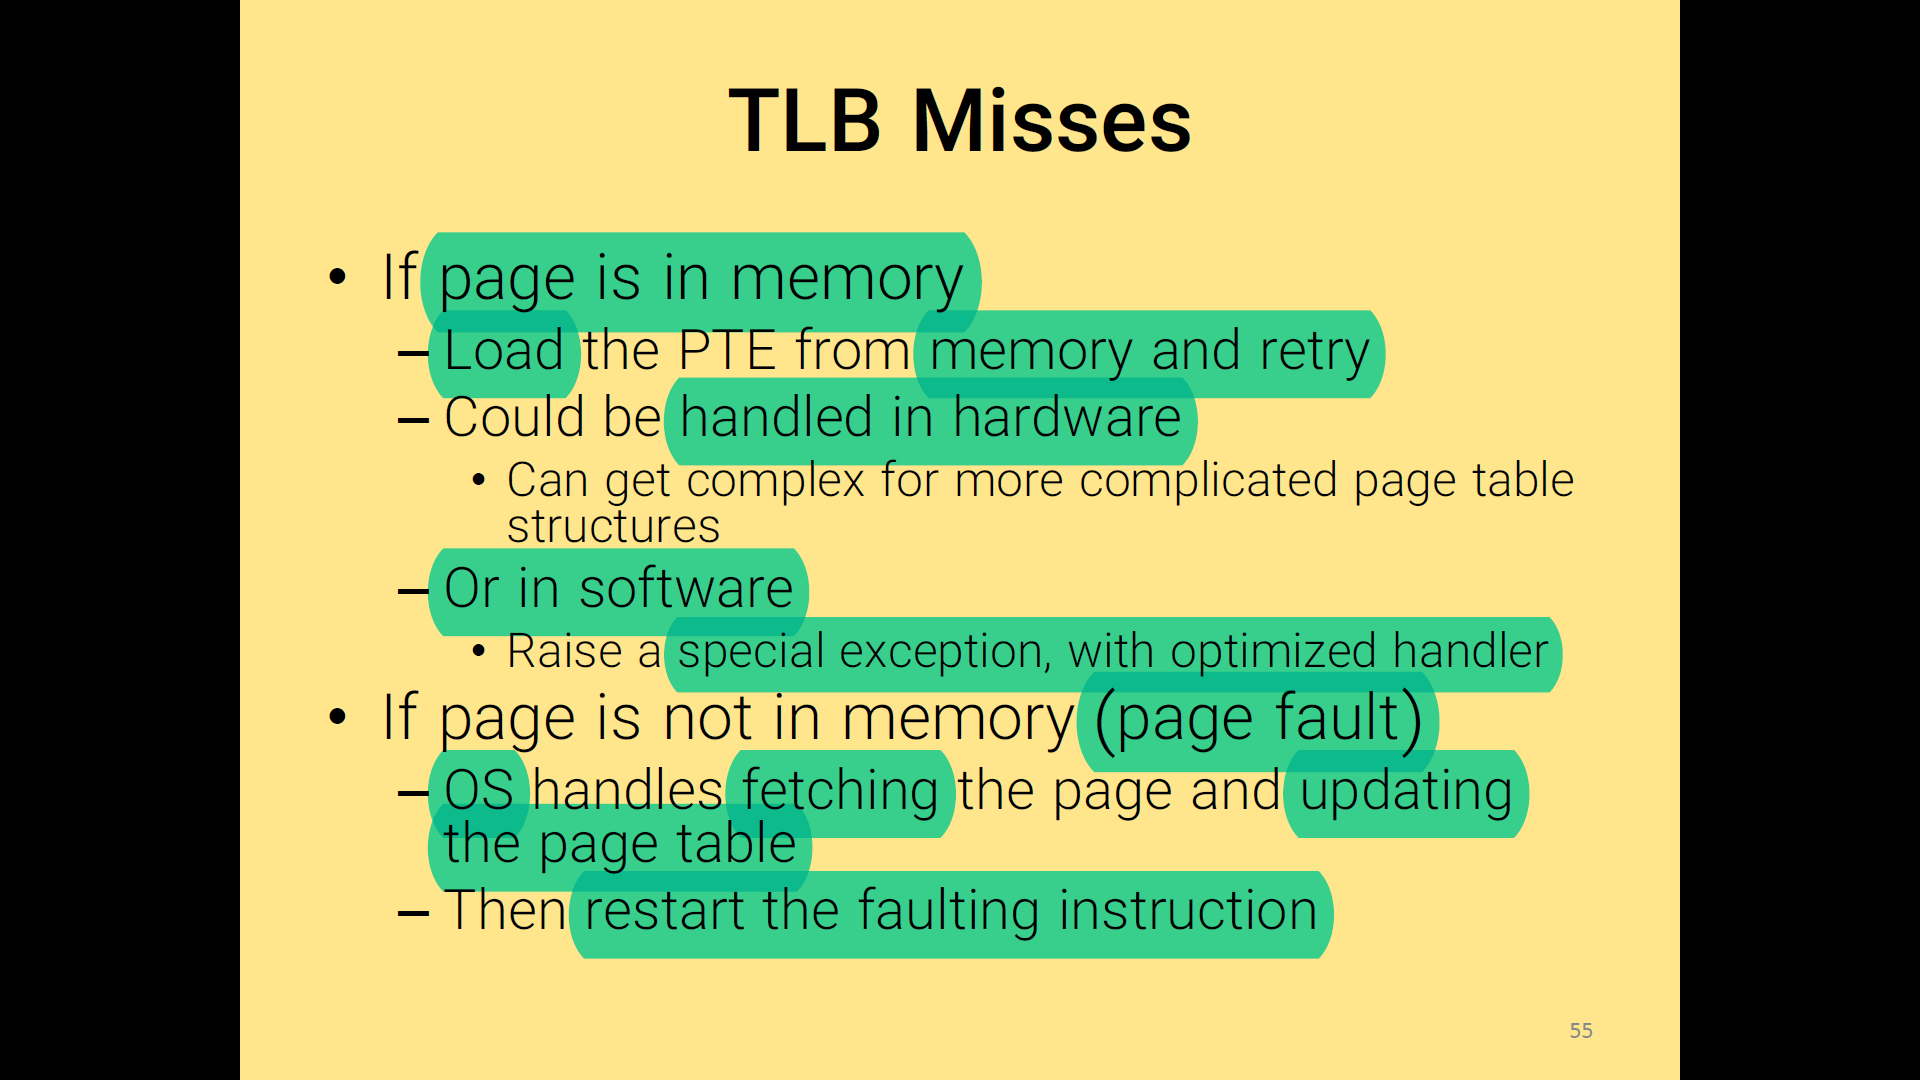 TLB Misses
• If page is in memory
– Load the PTE from memory and retry
– Could be handled in hardware
• Can get complex for more complicated page table
structures
– Or in software
• Raise a special exception, with optimized handler
• If page is not in memory (page fault)
– OS handles fetching the page and updating
the page table
– Then restart the faulting instruction
55